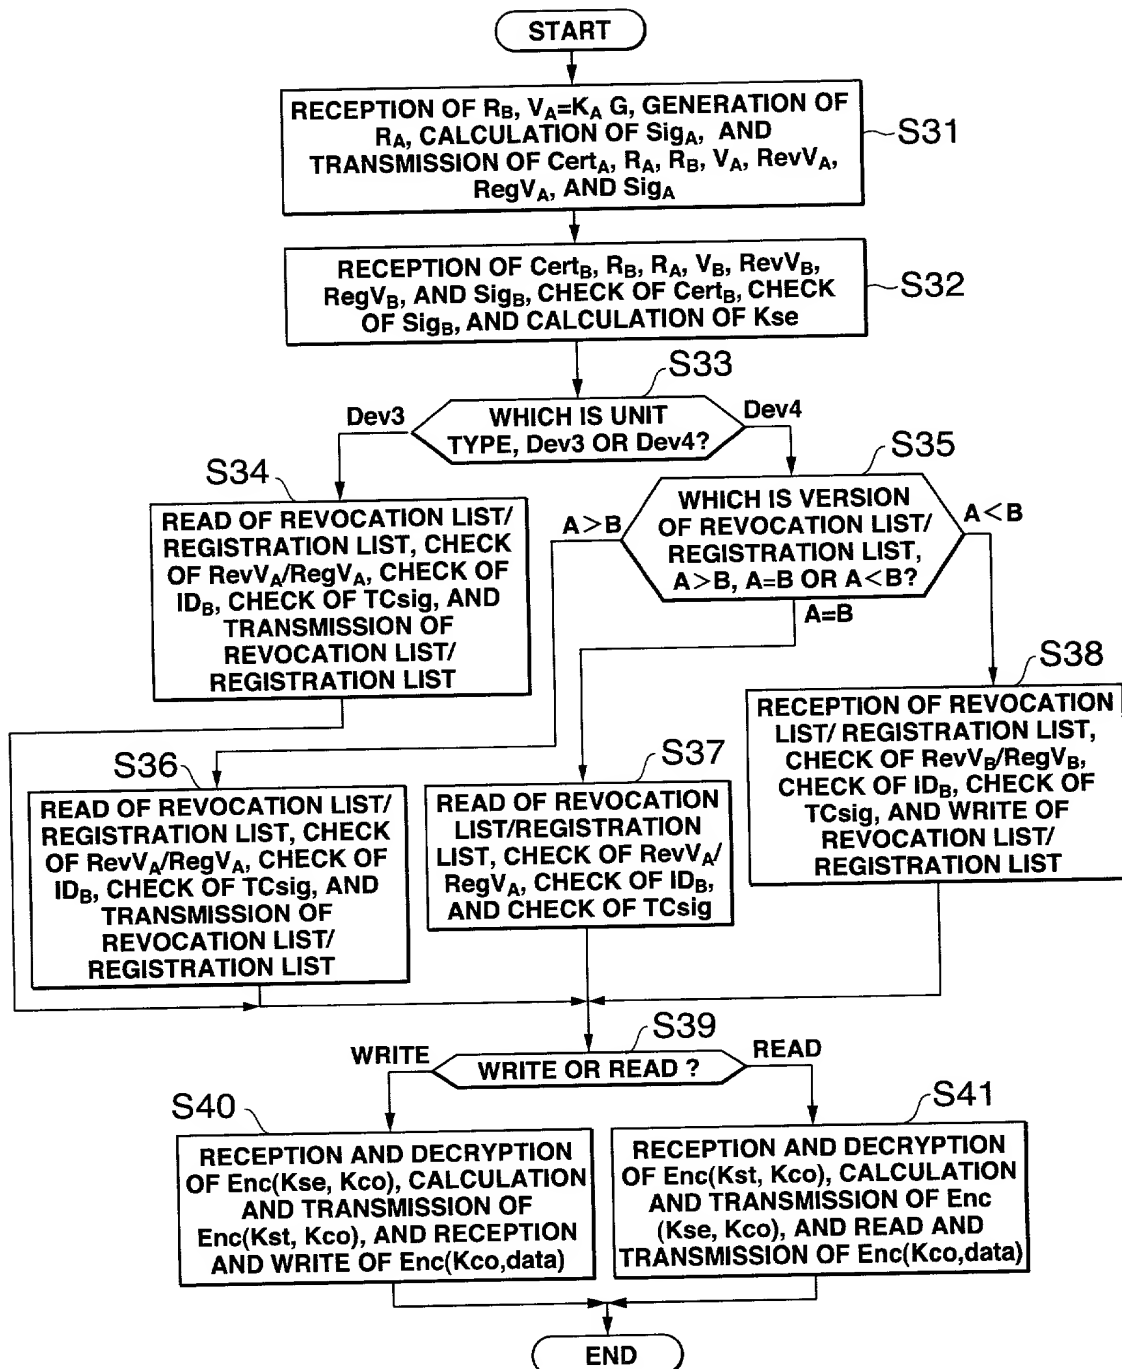 START
RECEPTION OF RB, VA=KA G, GENERATION OF
RA, CALCULATION OF SigA, AND
TRANSMISSION OF CertA, RA, RB, VA, RevVA,
RegVA, AND SigA
S31
RECEPTION OF CertB, RB, RA, VB, RevVB,
RegVB, AND SigB, CHECK OF CertB, CHECK
OF SigB, AND CALCULATION OF Kse
S32
S33
Dev3
WHICH IS UNIT
TYPE, Dev3 OR Dev4?
Dev4
S34
READ OF REVOCATION LIST/
REGISTRATION LIST, CHECK
OF RevVA/RegVA, CHECK OF
IDB, CHECK OF TCsig, AND
TRANSMISSION OF
REVOCATION LIST/
REGISTRATION LIST
S35
A>B
WHICH IS VERSION
OF REVOCATION LIST/
REGISTRATION LIST,
A>B, A=B OR A<B?
A<B
A=B
S36
READ OF REVOCATION LIST/
REGISTRATION LIST, CHECK
OF RevVA/RegVA, CHECK OF
IDB, CHECK OF TCsig, AND
TRANSMISSION OF
REVOCATION LIST/
REGISTRATION LIST
S37
READ OF REVOCATION
LIST/REGISTRATION
LIST, CHECK OF RevVA/
RegVA, CHECK OF IDB,
AND CHECK OF TCsig
S38
RECEPTION OF REVOCATION
LIST/ REGISTRATION LIST,
CHECK OF RevVB/RegVB,
CHECK OF IDB, CHECK OF
TCsig, AND WRITE OF
REVOCATION LIST/
REGISTRATION LIST
S39
WRITE
WRITE OR READ ?
READ
S40
RECEPTION AND DECRYPTION
OF Enc(Kse, Kco), CALCULATION
AND TRANSMISSION OF
Enc(Kst, Kco), AND RECEPTION
AND WRITE OF Enc(Kco,data)
S41
RECEPTION AND DECRYPTION
OF Enc(Kst, Kco), CALCULATION
AND TRANSMISSION OF Enc
(Kse, Kco), AND READ AND
TRANSMISSION OF Enc(Kco,data)
END